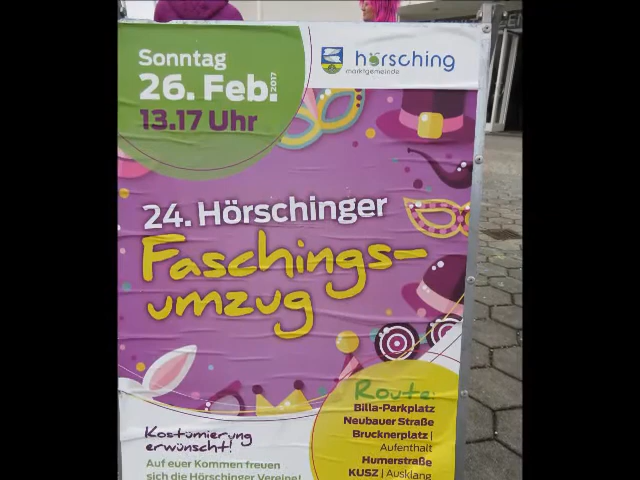 Sonntag
26. Feb. 2017
13.17 Uhr
hörsching
marktgemeinde
24. Hörschinger
Faschings-
umzug
Route:
Billa-Parkplatz
Neubauer Straße
Brucknerplatz |
Aufenthalt
Humerstraße
KUSZ | Ausklang
Kostümierung
erwünscht!
Auf euer Kommen freuen
sich die Hörschinger Vereine!